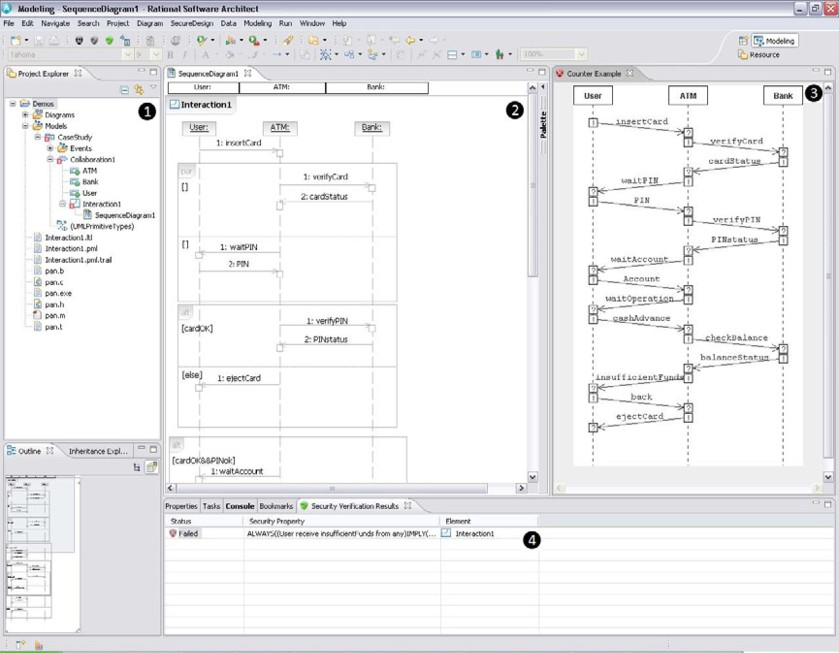 Modeling - SequenceDiagram1 - Rational Software Architect
File Edit Navigate Search Project Diagram SecureDesign Data Modeling Run Window Help
Tahoma 9 100%
Modeling
Resource
Project Explorer
1
Demos
Diagrams
Models
CaseStudy
Events
Collaboration1
ATM
Bank
User
Interaction1
SequenceDiagram1
(UMLPrimitiveTypes)
Interaction1.ltl
Interaction1.pml
Interaction1.pml.trail
pan.b
pan.c
pan.exe
pan.h
pan.m
pan.t
Outline Inheritance Expl...
SequenceDiagram1
User: ATM: Bank:
Interaction1
2
Palette
User: ATM: Bank:
1: insertCard
par
[]
1: verifyCard
2: cardStatus
[]
1: waitPIN
2: PIN
alt
[cardOK]
1: verifyPIN
2: PINstatus
[else]
1: ejectCard
alt
[cardOK&&PINok]
1: waitAccount
Counter Example
3
User ATM Bank
insertCard
verifyCard
cardStatus
waitPIN
PIN
verifyPIN
PINstatus
waitAccount
Account
waitOperation
cashAdvance
checkBalance
balanceStatus
insufficientFunds
back
ejectCard
Properties Tasks Console Bookmarks Security Verification Results
Status Security Property Element
Failed ALWAYS((User receive insufficientFunds from any)IMPLY(... Interaction1
4